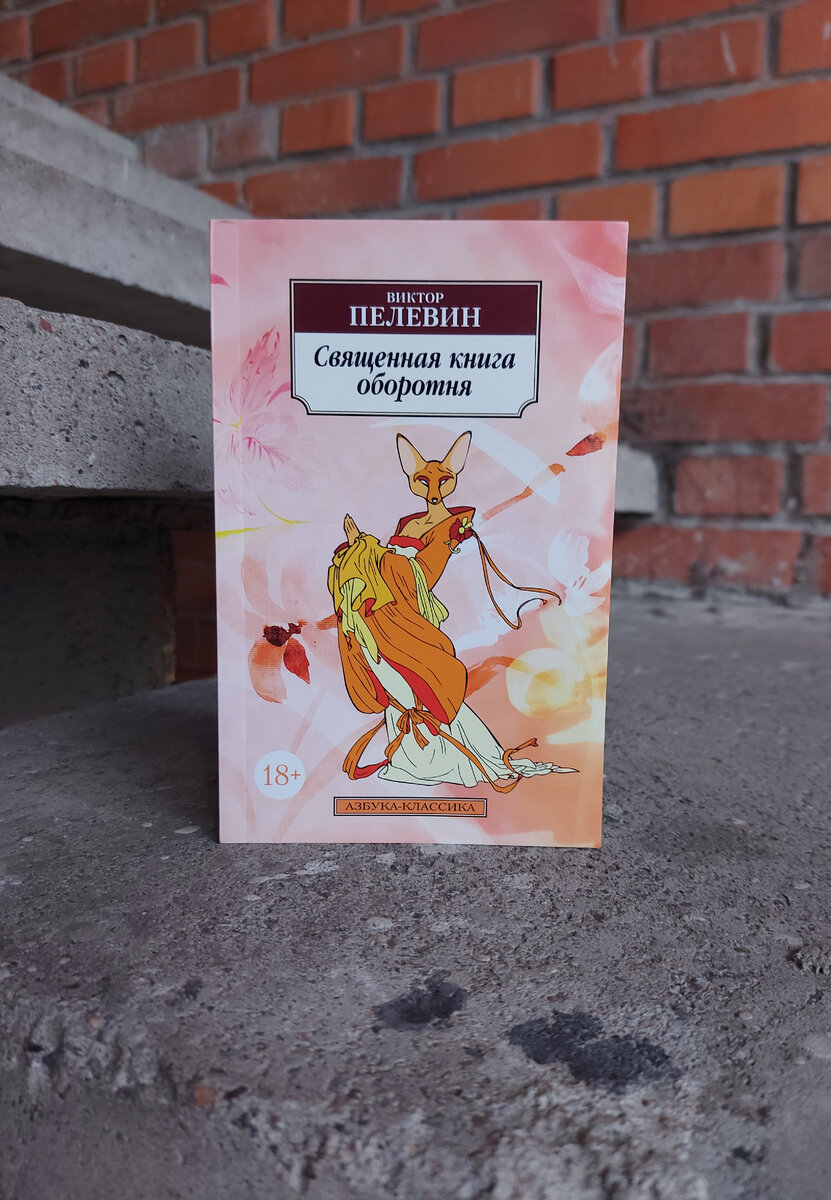 ВИКТОР
ПЕЛЕВИН
Священная книга
оборотня
18+
АЗБУКА-КЛАССИКА